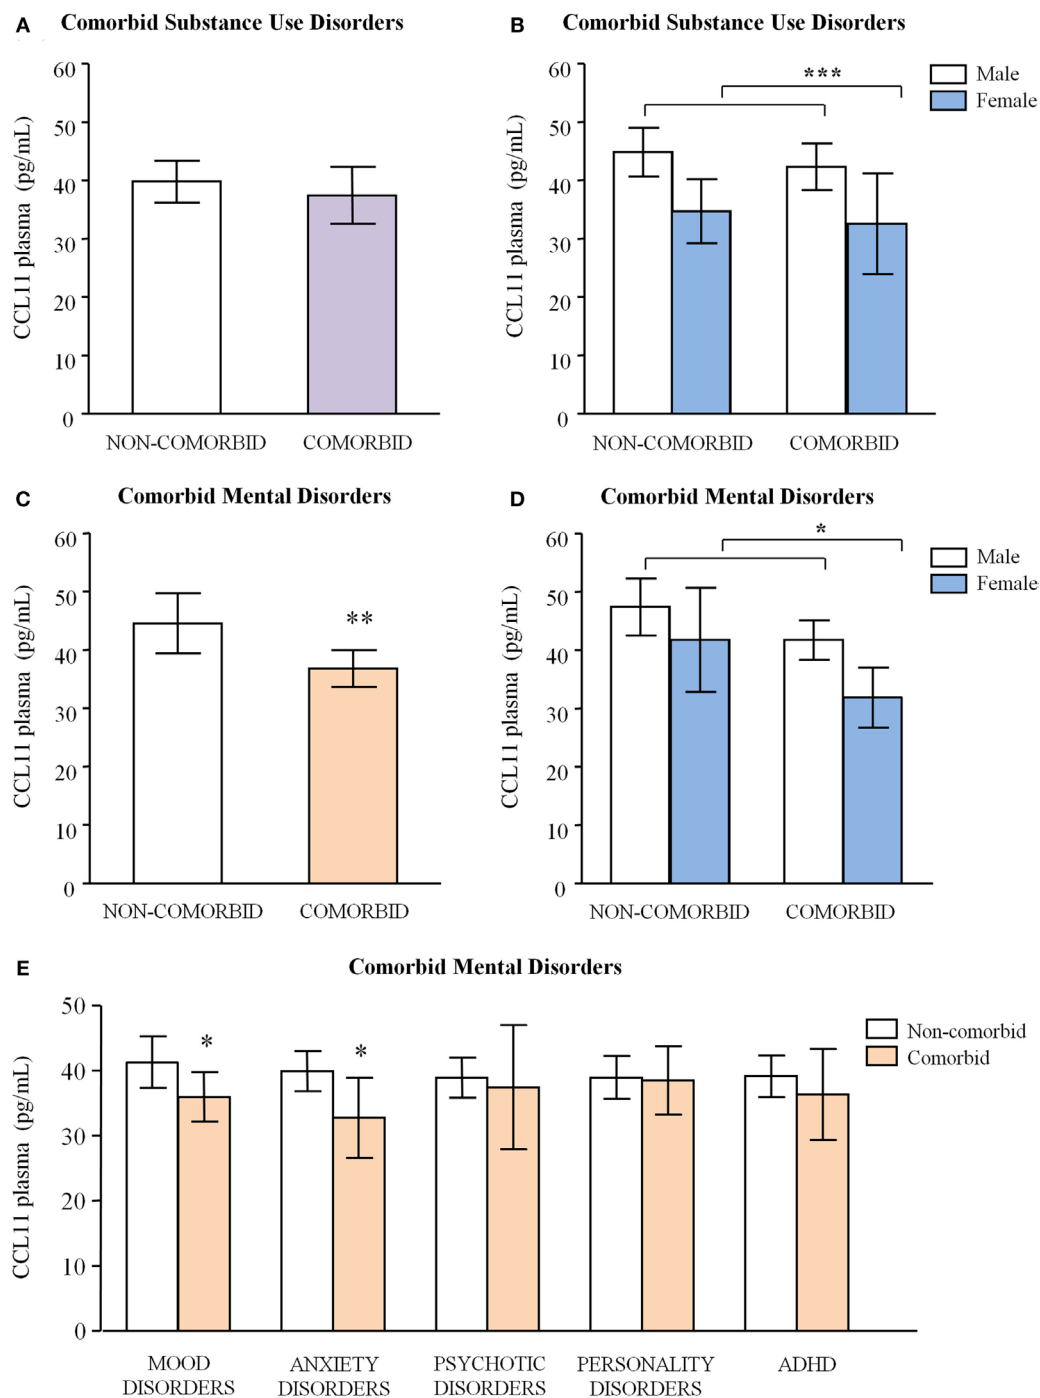 A Comorbid Substance Use Disorders
60
50
40
30
20
10
0
CCL11 plasma (pg/mL)
NON-COMORBID COMORBID
B Comorbid Substance Use Disorders
Male
Female
***
60
50
40
30
20
10
0
CCL11 plasma (pg/mL)
NON-COMORBID COMORBID
C Comorbid Mental Disorders
60
50
40
30
20
10
0
CCL11 plasma (pg/mL)
**
NON-COMORBID COMORBID
D Comorbid Mental Disorders
Male
Female
*
60
50
40
30
20
10
0
CCL11 plasma (pg/mL)
NON-COMORBID COMORBID
E Comorbid Mental Disorders
Non-comorbid
Comorbid
50
40
30
20
10
0
CCL11 plasma (pg/mL)
* *
MOOD
DISORDERS
ANXIETY
DISORDERS
PSYCHOTIC
DISORDERS
PERSONALITY
DISORDERS
ADHD